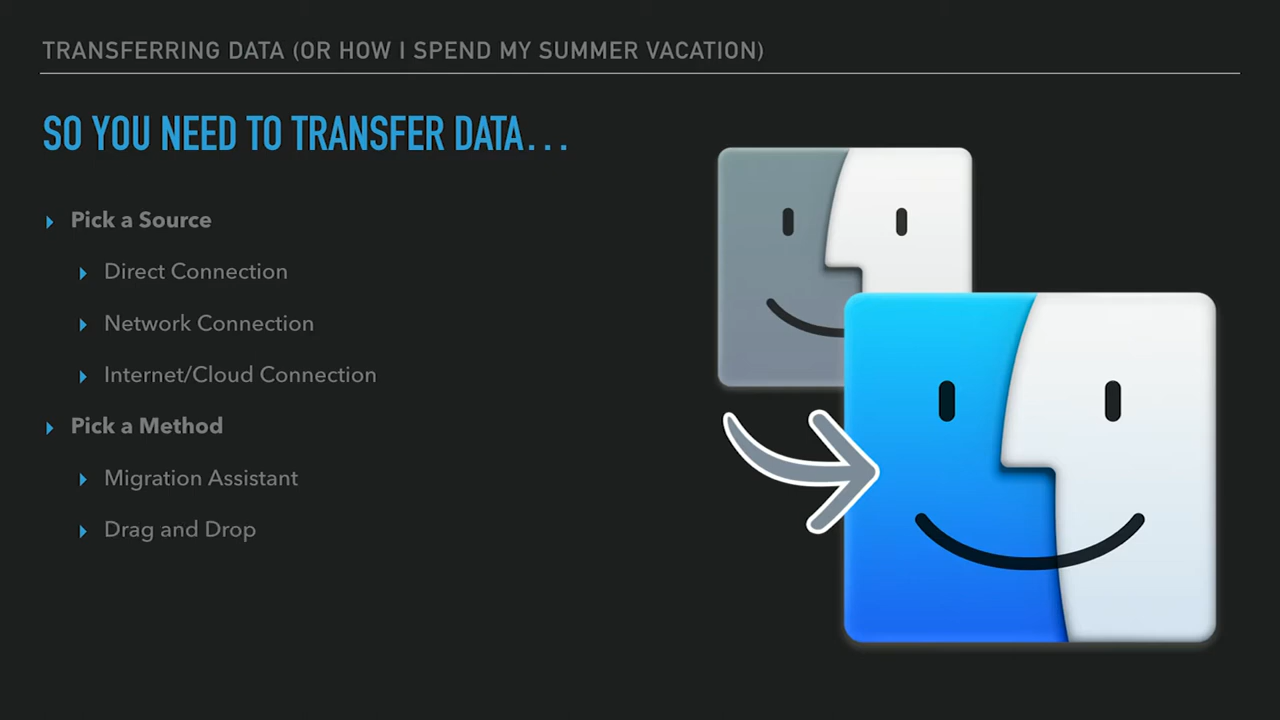 TRANSFERRING DATA (OR HOW I SPEND MY SUMMER VACATION)
SO YOU NEED TO TRANSFER DATA...
Pick a Source
Direct Connection
Network Connection
Internet/Cloud Connection
Pick a Method
Migration Assistant
Drag and Drop